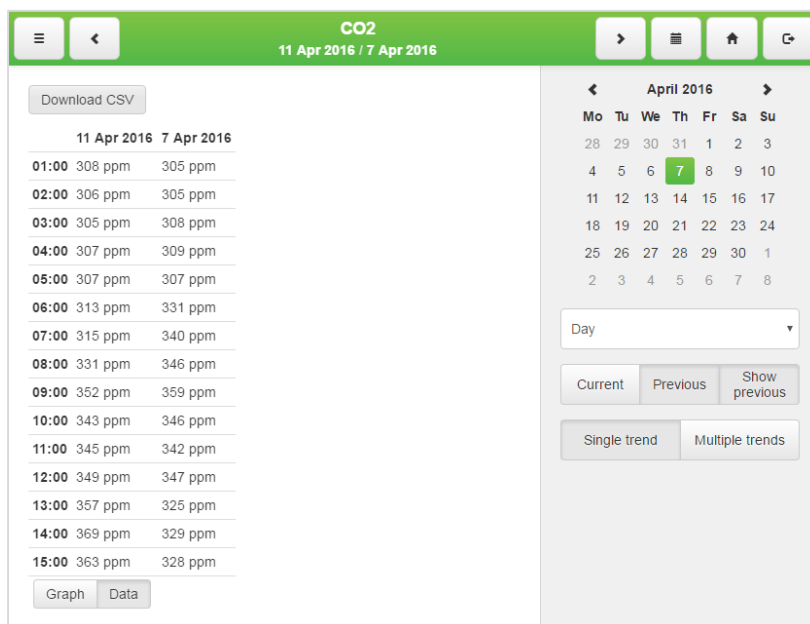 CO2
11 Apr 2016 / 7 Apr 2016
Download CSV
11 Apr 2016 7 Apr 2016
01:00 308 ppm 305 ppm
02:00 306 ppm 305 ppm
03:00 305 ppm 308 ppm
04:00 307 ppm 309 ppm
05:00 307 ppm 307 ppm
06:00 313 ppm 331 ppm
07:00 315 ppm 340 ppm
08:00 331 ppm 346 ppm
09:00 352 ppm 359 ppm
10:00 343 ppm 346 ppm
11:00 345 ppm 342 ppm
12:00 349 ppm 347 ppm
13:00 357 ppm 325 ppm
14:00 369 ppm 329 ppm
15:00 363 ppm 328 ppm
Graph Data
April 2016
Mo Tu We Th Fr Sa Su
28 29 30 31 1 2 3
4 5 6 7 8 9 10
11 12 13 14 15 16 17
18 19 20 21 22 23 24
25 26 27 28 29 30 1
2 3 4 5 6 7 8
Day
Current Previous Show previous
Single trend Multiple trends